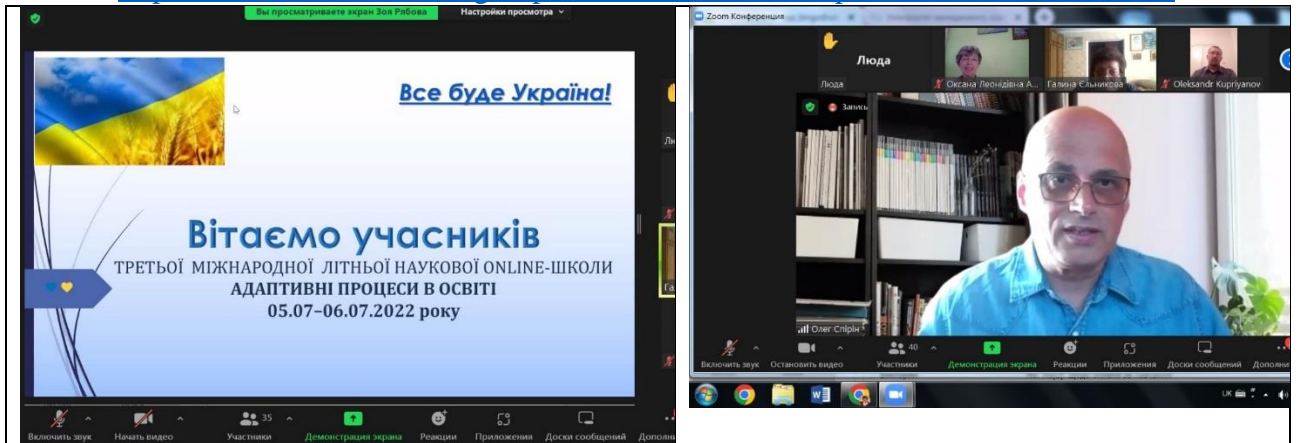 Вы просматриваете экран Зоя Рябова
Настройки просмотра
Все буде Україна!
Вітаємо учасників
ТРЕТЬОЇ МІЖНАРОДНОЇ ЛІТНЬОЇ НАУКОВОЇ ONLINE-ШКОЛИ
АДАПТИВНІ ПРОЦЕСИ В ОСВІТІ
05.07–06.07.2022 року
Включить звук
Начать видео
35
Участники
Демонстрация экрана
Реакции
Приложения
Доски сообщений
Zoom Конференция
Люда
Люда
Оксана Леонідівна А...
Галина Єльникова
Oleksandr Kupriyanov
Запись
Олег Спірін
Включить звук
Остановить видео
40
Участники
Демонстрация экрана
Реакции
Приложения
Доски сообщений
UK